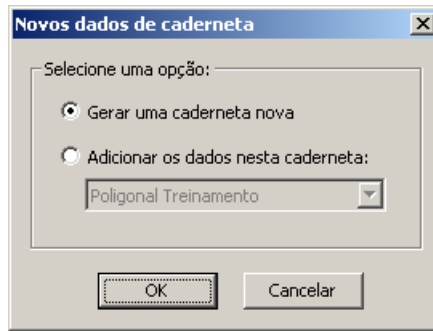 Novos dados de caderneta
Selecione uma opção:
Gerar uma caderneta nova
Adicionar os dados nesta caderneta:
Poligonal Treinamento
OK Cancelar